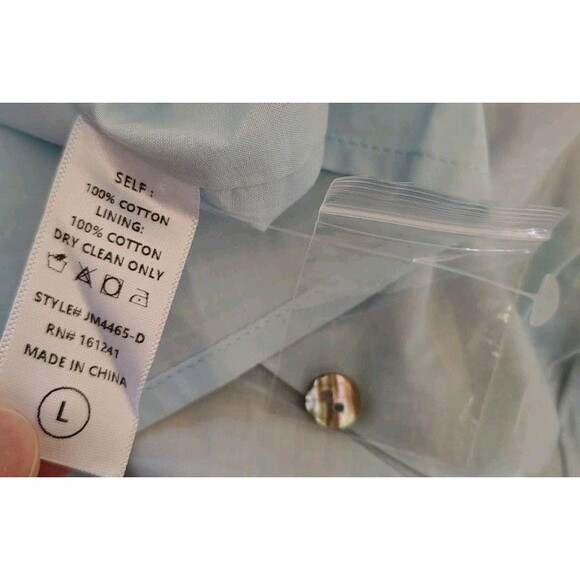 SELF :
100% COTTON
LINING:
100% COTTON
DRY CLEAN ONLY
STYLE# JM4465-D
RN# 161241
MADE IN CHINA
L